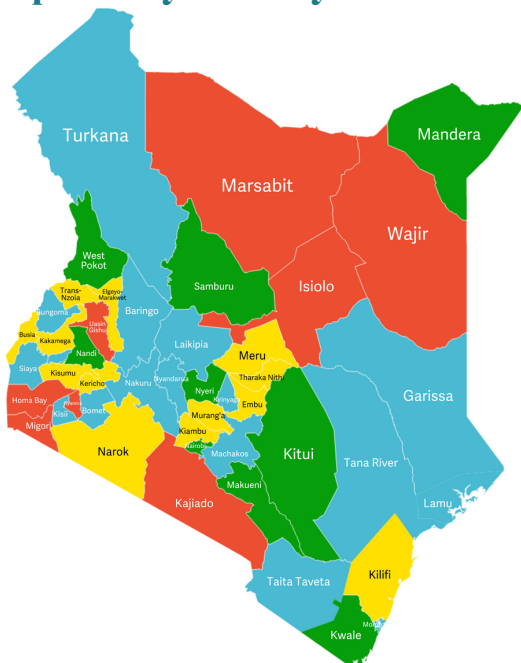 Mandera
Turkana
Marsabit
Wajir
West
Pokot
Samburu
Isiolo
Trans-
Nzoia
Elgeyo-
Marakwet
Baringo
Bungoma
Uasin
Gishu
Busia
Kakamega
Laikipia
Nandi
Meru
Siaya
Kisumu
Tharaka Nithi
Kericho
Nakuru
Nyandarua
Nyeri
Garissa
Kirinyaga
Embu
Homa Bay
Kisii
Bomet
Murang'a
Migori
Kiambu
Nairobi
Narok
Machakos
Kitui
Tana River
Makueni
Kajiado
Lamu
Kilifi
Taita Taveta
Kwale